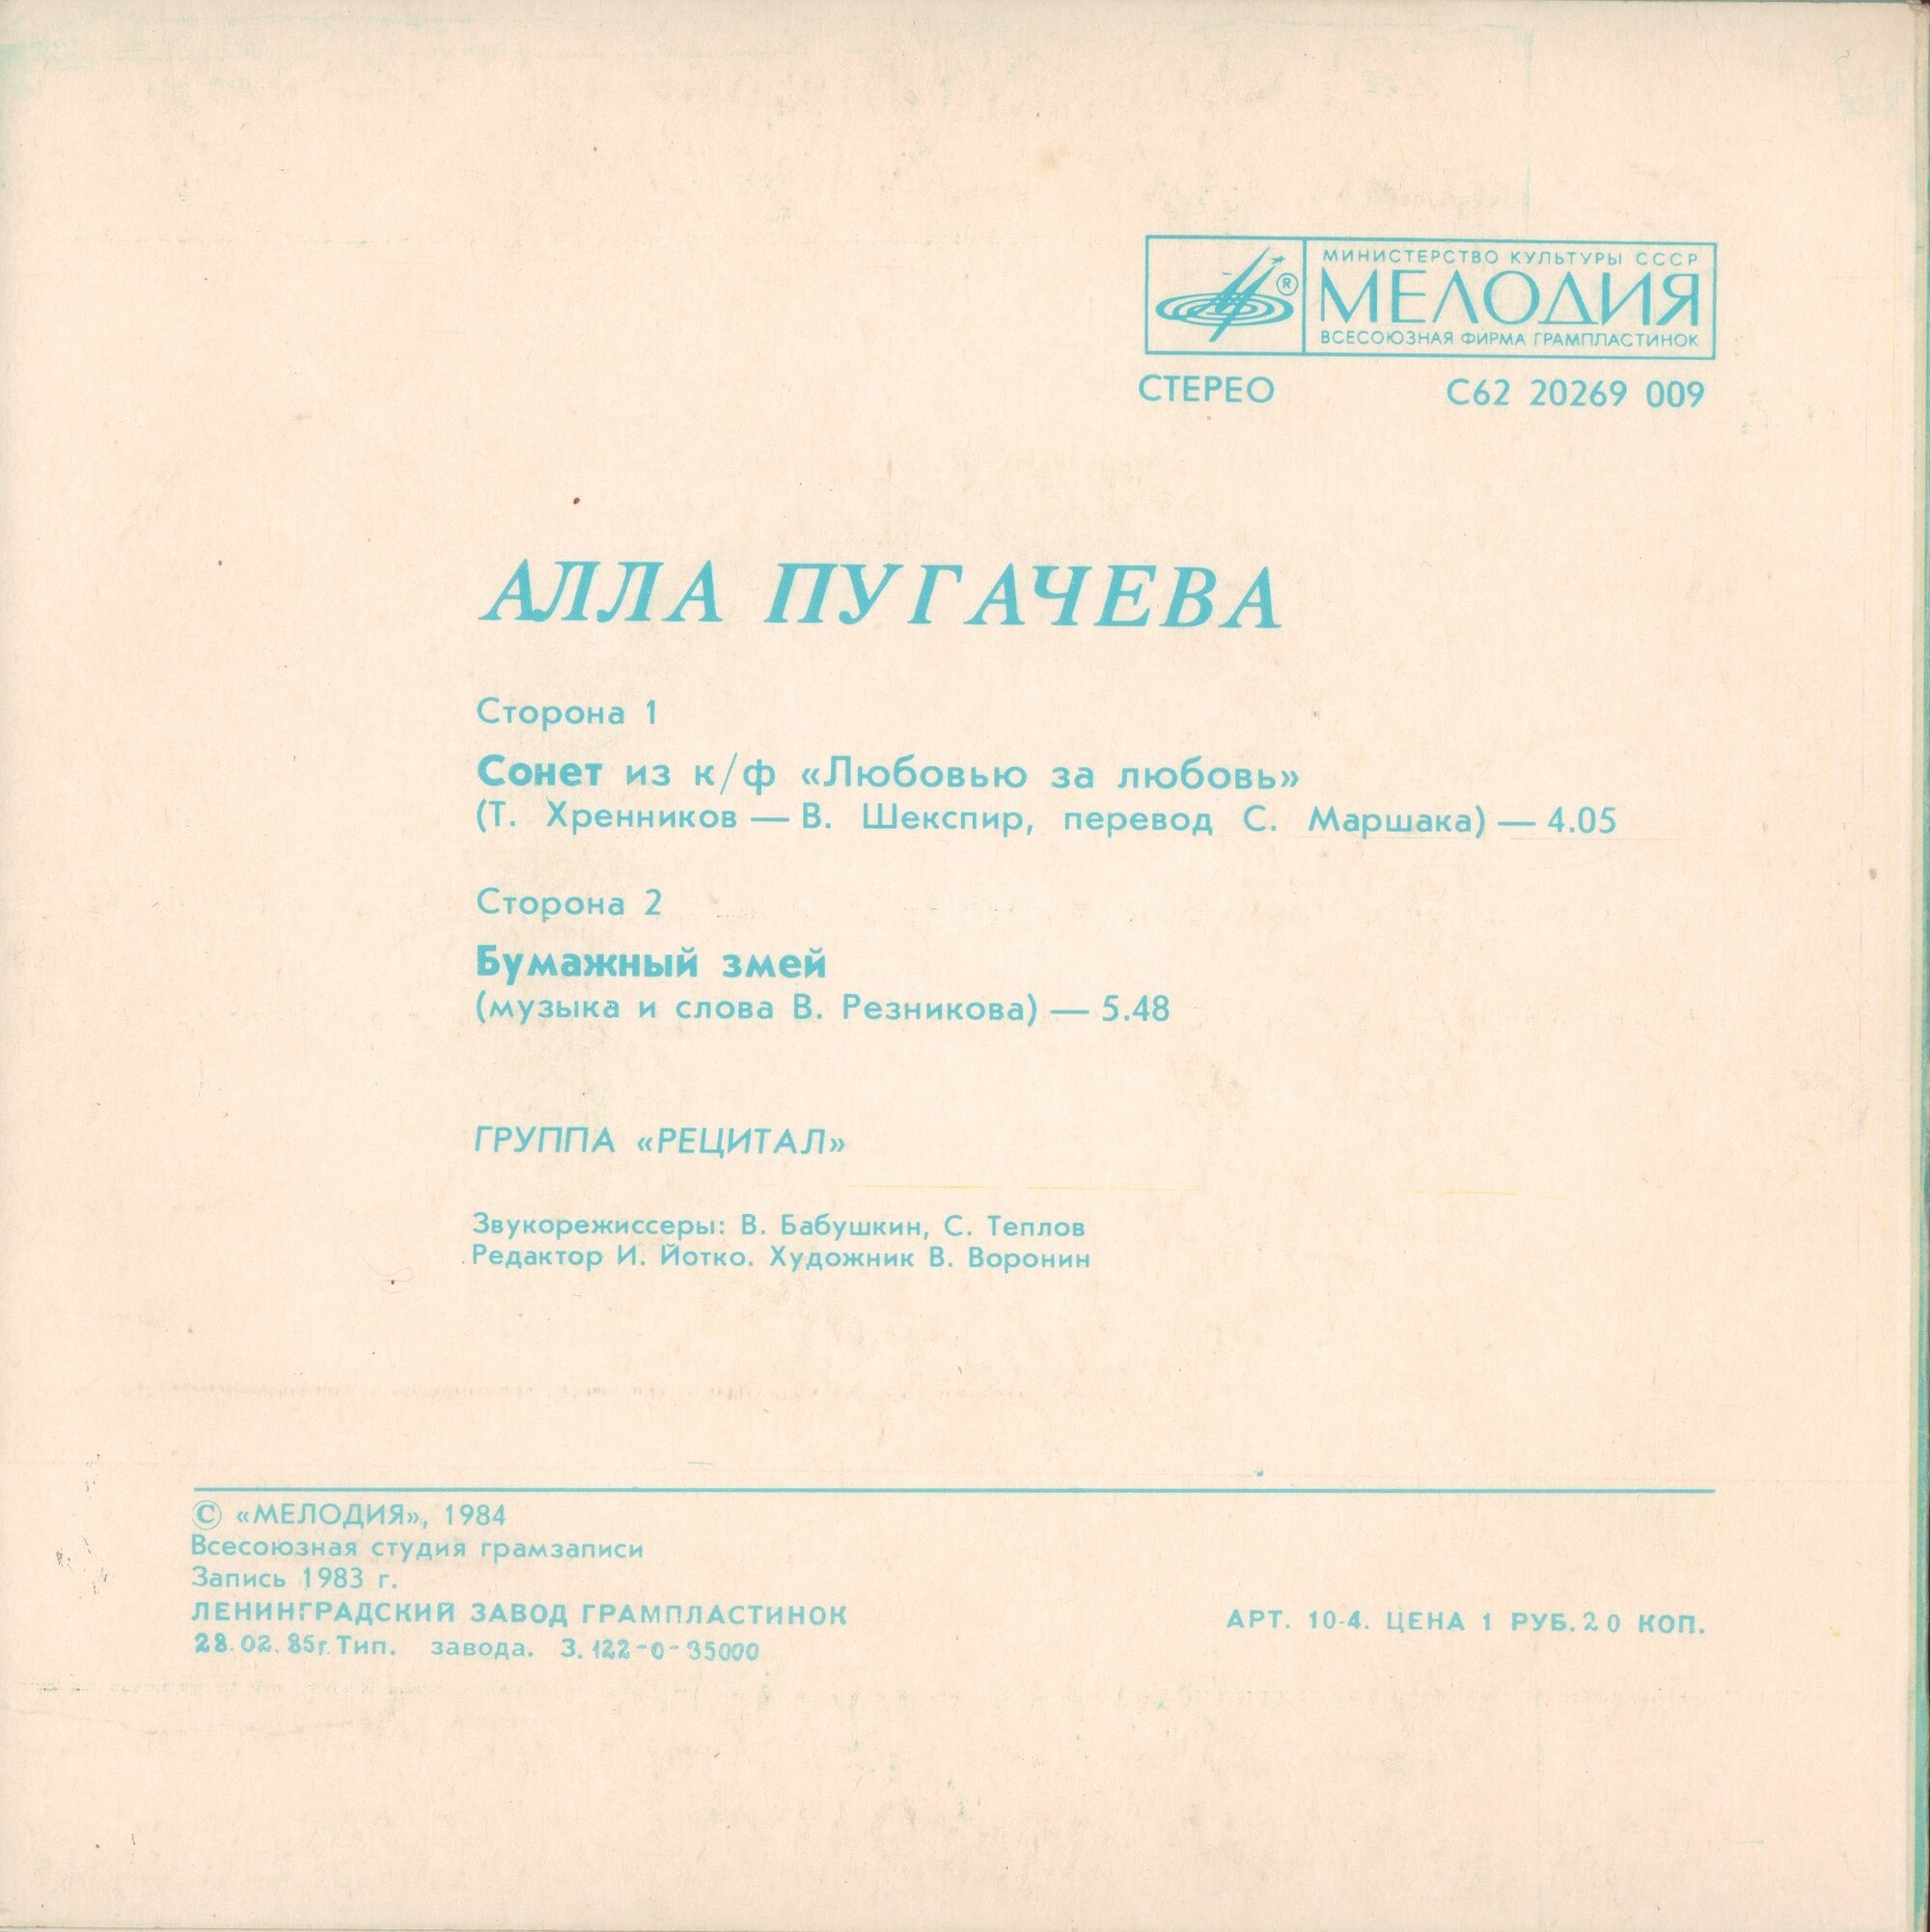 МИНИСТЕРСТВО КУЛЬТУРЫ СССР
МЕЛОДИЯ
ВСЕСОЮЗНАЯ ФИРМА ГРАМПЛАСТИНОК
®
СТЕРЕО С62 20269 009
АЛЛА ПУГАЧЕВА
Сторона 1
Сонет из к/ф «Любовью за любовь»
(Т. Хренников — В. Шекспир, перевод С. Маршака) — 4.05
Сторона 2
Бумажный змей
(музыка и слова В. Резникова) — 5.48
ГРУППА «РЕЦИТАЛ»
Звукорежиссеры: В. Бабушкин, С. Теплов
Редактор И. Йотко. Художник В. Воронин
© «МЕЛОДИЯ», 1984
Всесоюзная студия грамзаписи
Запись 1983 г.
ЛЕНИНГРАДСКИЙ ЗАВОД ГРАМПЛАСТИНОК
28.02.85г. Тип. завода. З. 122-0-35000
АРТ. 10-4. ЦЕНА 1 РУБ. 20 КОП.